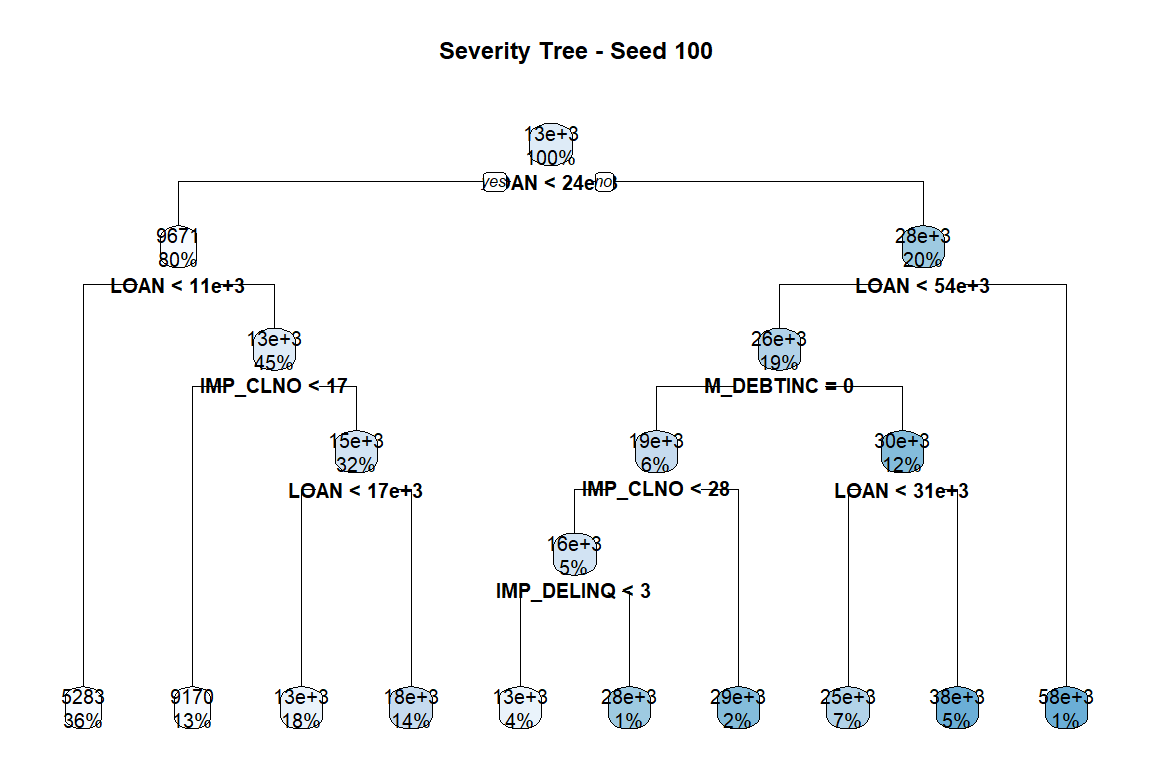 Severity Tree - Seed 100
13e+3
100%
yes
no
9671
80%
28e+3
20%
LOAN < 11e+3
LOAN < 54e+3
13e+3
45%
26e+3
19%
IMP_CLNO < 17
M_DEBTINC = 0
15e+3
32%
19e+3
6%
30e+3
12%
LOAN < 17e+3
IMP_CLNO < 28
LOAN < 31e+3
16e+3
5%
IMP_DELINQ < 3
5283
36%
9170
13%
13e+3
18%
18e+3
14%
13e+3
4%
28e+3
1%
29e+3
2%
25e+3
7%
38e+3
5%
58e+3
1%